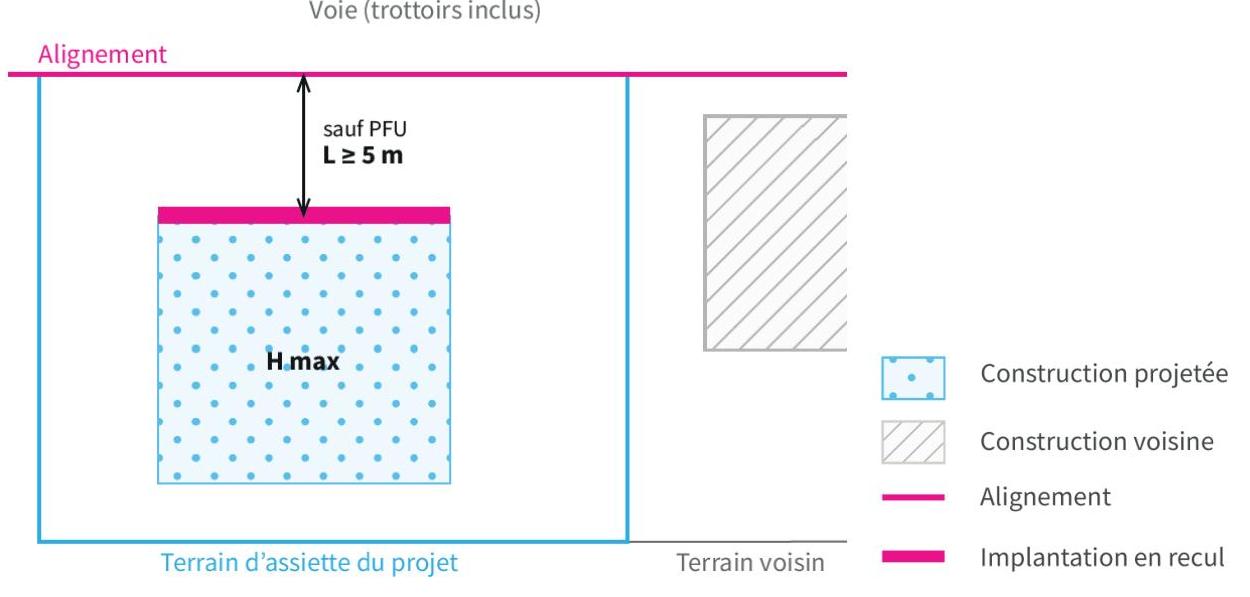 Voie (trottoirs inclus)
Alignement
sauf PFU
L ≥ 5 m
H max
Terrain d’assiette du projet
Terrain voisin
Construction projetée
Construction voisine
Alignement
Implantation en recul